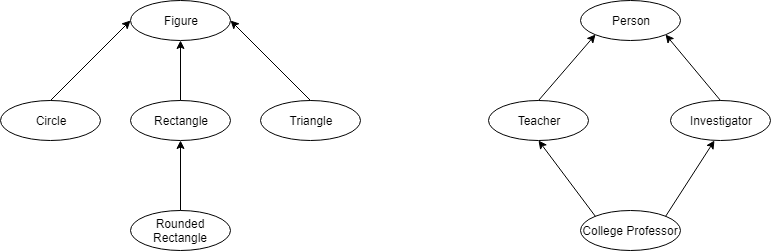 Figure
Person
Circle
Rectangle
Triangle
Teacher
Investigator
Rounded
Rectangle
College Professor